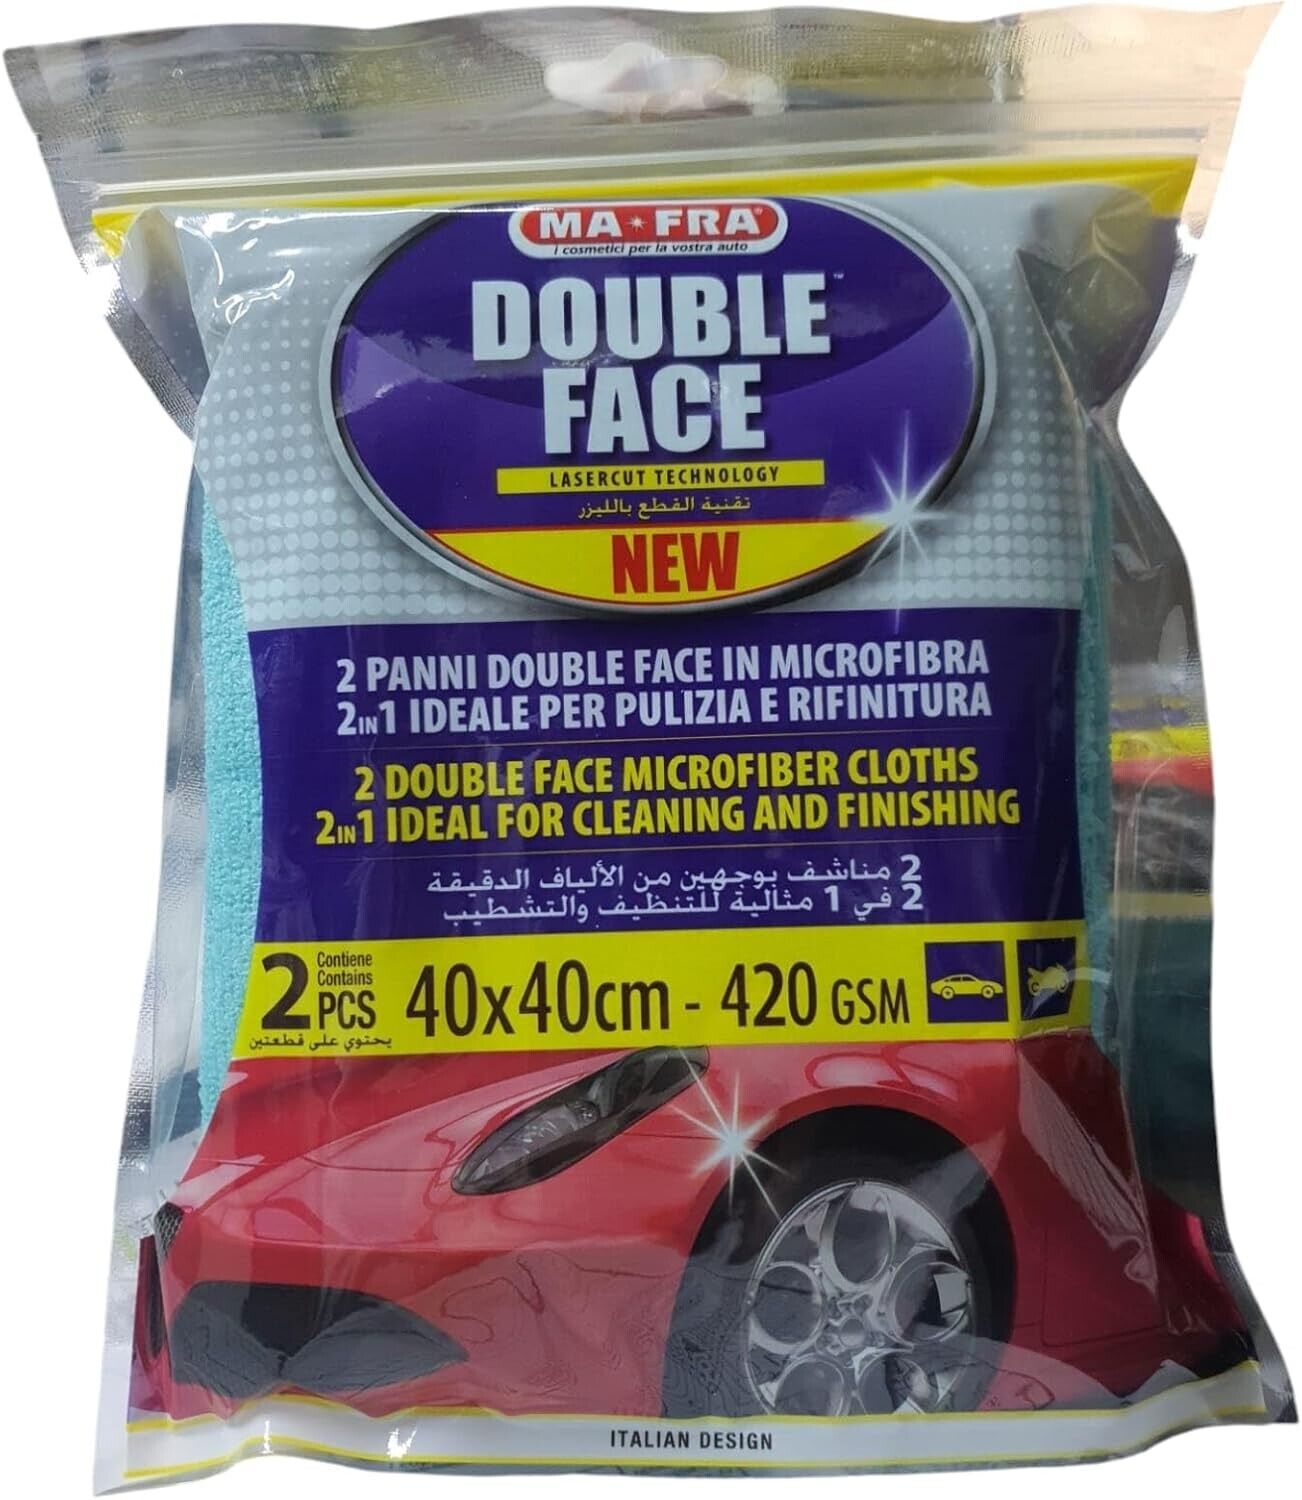 MA★FRA®
i cosmetici per la vostra auto
DOUBLE™
FACE
LASERCUT TECHNOLOGY
تقنية القطع بالليزر
NEW
2 PANNI DOUBLE FACE IN MICROFIBRA
2IN1 IDEALE PER PULIZIA E RIFINITURA
2 DOUBLE FACE MICROFIBER CLOTHS
2IN1 IDEAL FOR CLEANING AND FINISHING
2 مناشف بوجهين من الألياف الدقيقة
2 في 1 مثالية للتنظيف والتشطيب
2 Contiene
Contains
PCS
يحتوي على قطعتين
40x40cm - 420 GSM
ITALIAN DESIGN